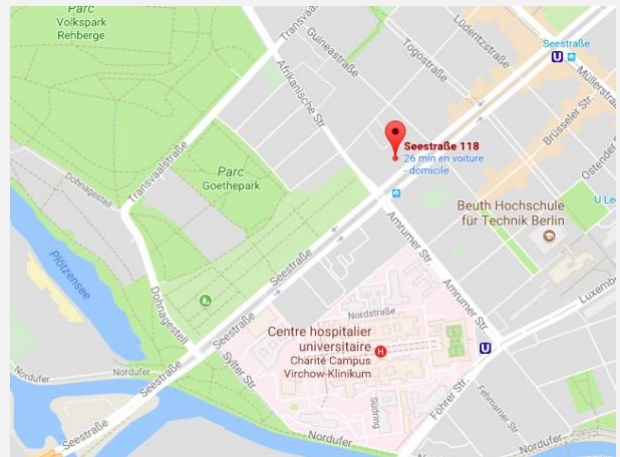 Parc
Volkspark
Rehberge
Transvaalstraße
Guineastraße
Afrikanische Str
Togostraße
Lüderitzstraße
Seestraße
U
Müllerstraße
Brüsseler Str.
Ostender
Seestraße 118
26 min en voiture
- domicile
U Leo
Beuth Hochschule
für Technik Berlin
Luxemb
Parc
Goethepark
Dohnagestell
Transvaalstraße
Plötzensee
Dohnagestell
Seestraße
Seestraße
Amrumer Str.
Amrumer Str.
Nordstraße
Centre hospitalier
universitaire
Charité Campus
Virchow-Klinikum
H
U
Sylter Str
Südring
Föhrer Str.
Fehmarner Str.
Nordufer
Nordufer
Seestraße
Seestraße
Nordufer